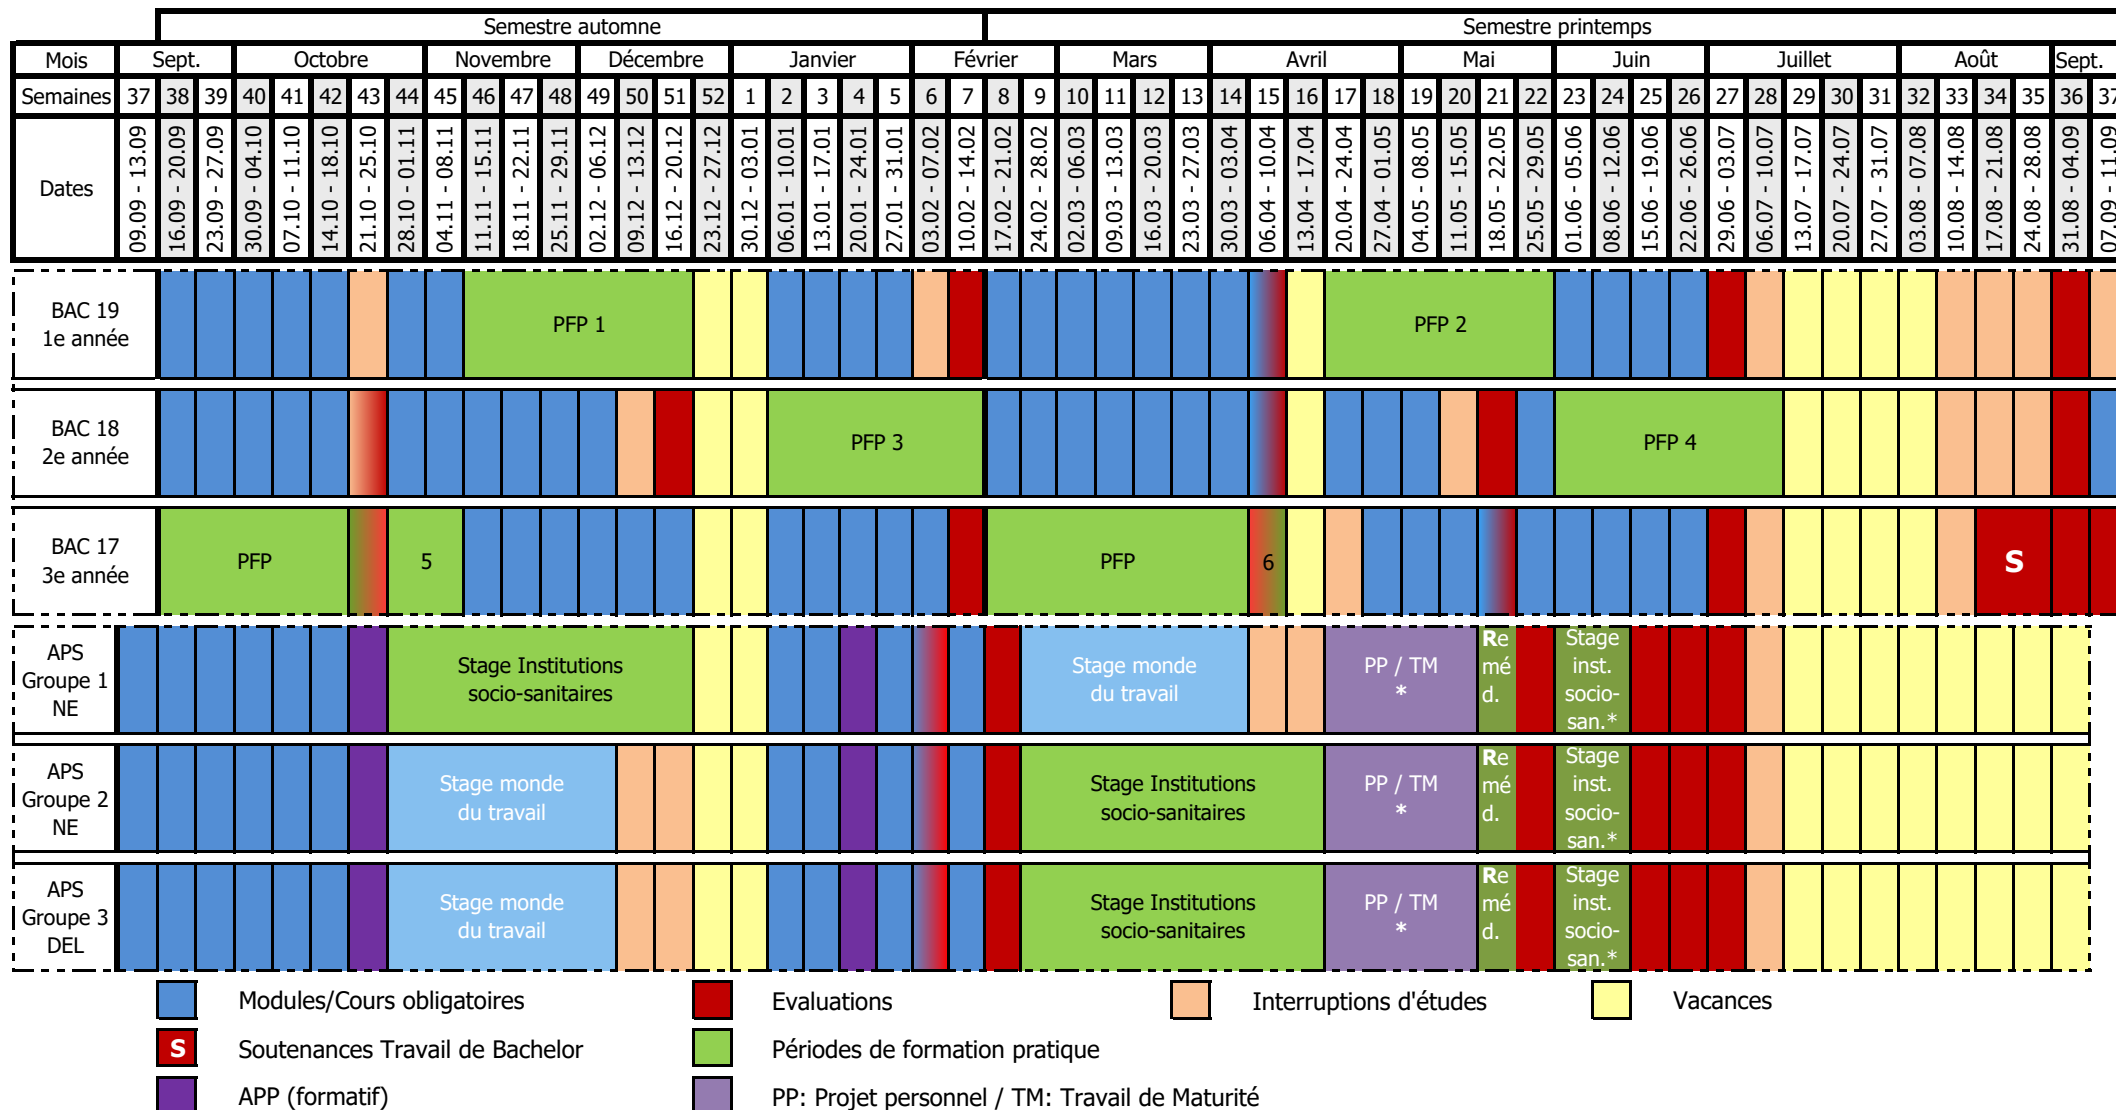 Semestre automne Semestre printemps
Mois Sept. Octobre Novembre Décembre Janvier Février Mars Avril Mai Juin Juillet Août Sept.
Semaines 37 38 39 40 41 42 43 44 45 46 47 48 49 50 51 52 1 2 3 4 5 6 7 8 9 10 11 12 13 14 15 16 17 18 19 20 21 22 23 24 25 26 27 28 29 30 31 32 33 34 35 36 37
Dates 09.09 - 13.09 16.09 - 20.09 23.09 - 27.09 30.09 - 04.10 07.10 - 11.10 14.10 - 18.10 21.10 - 25.10 28.10 - 01.11 04.11 - 08.11 11.11 - 15.11 18.11 - 22.11 25.11 - 29.11 02.12 - 06.12 09.12 - 13.12 16.12 - 20.12 23.12 - 27.12 30.12 - 03.01 06.01 - 10.01 13.01 - 17.01 20.01 - 24.01 27.01 - 31.01 03.02 - 07.02 10.02 - 14.02 17.02 - 21.02 24.02 - 28.02 02.03 - 06.03 09.03 - 13.03 16.03 - 20.03 23.03 - 27.03 30.03 - 03.04 06.04 - 10.04 13.04 - 17.04 20.04 - 24.04 27.04 - 01.05 04.05 - 08.05 11.05 - 15.05 18.05 - 22.05 25.05 - 29.05 01.06 - 05.06 08.06 - 12.06 15.06 - 19.06 22.06 - 26.06 29.06 - 03.07 06.07 - 10.07 13.07 - 17.07 20.07 - 24.07 27.07 - 31.07 03.08 - 07.08 10.08 - 14.08 17.08 - 21.08 24.08 - 28.08 31.08 - 04.09 07.09 - 11.09
BAC 19
1e année
PFP 1
PFP 2
BAC 18
2e année
PFP 3
PFP 4
BAC 17
3e année
PFP
5
PFP
6
S
APS
Groupe 1
NE
Stage Institutions
socio-sanitaires
Stage monde
du travail
PP / TM
*
Re
mé
d.
Stage
inst.
socio-
san.*
APS
Groupe 2
NE
Stage monde
du travail
Stage Institutions
socio-sanitaires
PP / TM
*
Re
mé
d.
Stage
inst.
socio-
san.*
APS
Groupe 3
DEL
Stage monde
du travail
Stage Institutions
socio-sanitaires
PP / TM
*
Re
mé
d.
Stage
inst.
socio-
san.*
Modules/Cours obligatoires Evaluations Interruptions d'études Vacances
S Soutenances Travail de Bachelor Périodes de formation pratique
APP (formatif) PP: Projet personnel / TM: Travail de Maturité